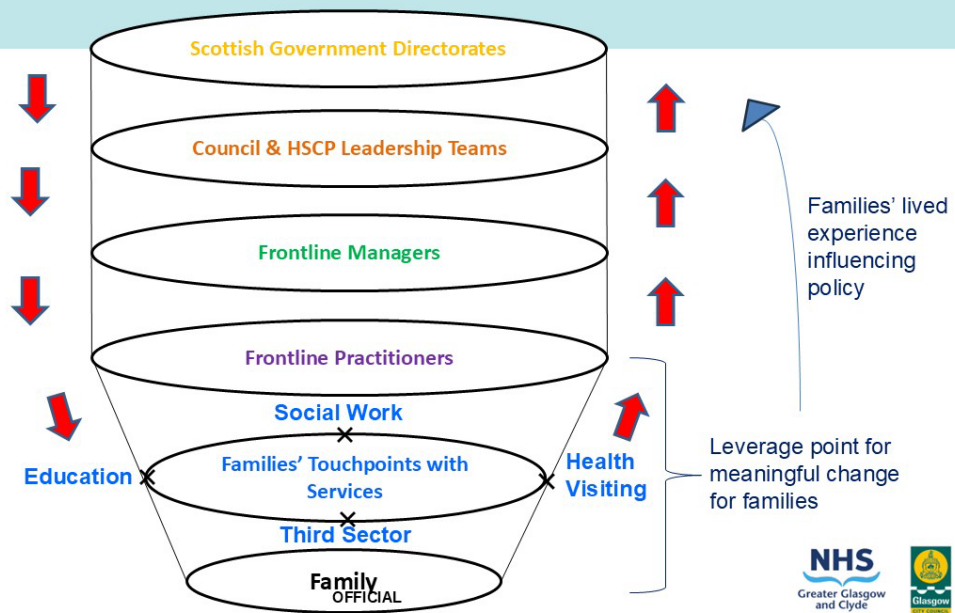 Scottish Government Directorates
Council & HSCP Leadership Teams
Frontline Managers
Families' lived
experience
influencing
policy
Frontline Practitioners
Social Work
Education
Families' Touchpoints with
Services
Health
Visiting
Third Sector
Leverage point for
meaningful change
for families
Family
OFFICIAL
NHS
Greater Glasgow
and Clyde
Glasgow
CITY COUNCIL